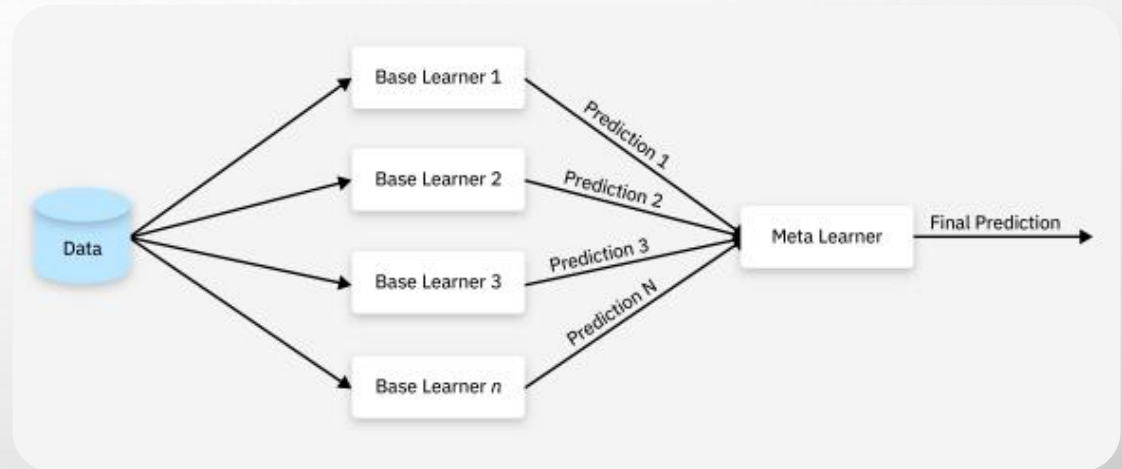 Data
Base Learner 1
Base Learner 2
Base Learner 3
Base Learner n
Prediction 1
Prediction 2
Prediction 3
Prediction N
Meta Learner
Final Prediction